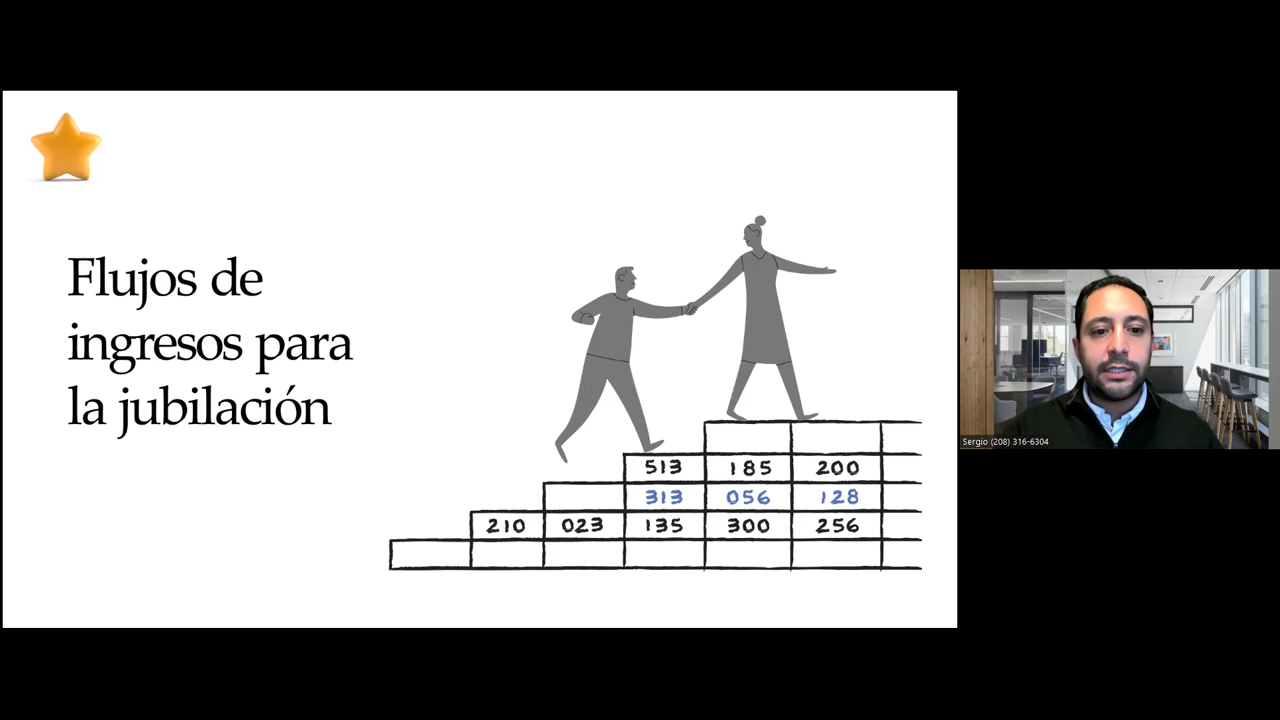 Flujos de
ingresos para
la jubilación
513 185 200
313 056 128
210 023 135 300 256
Sergio (208) 316-6304